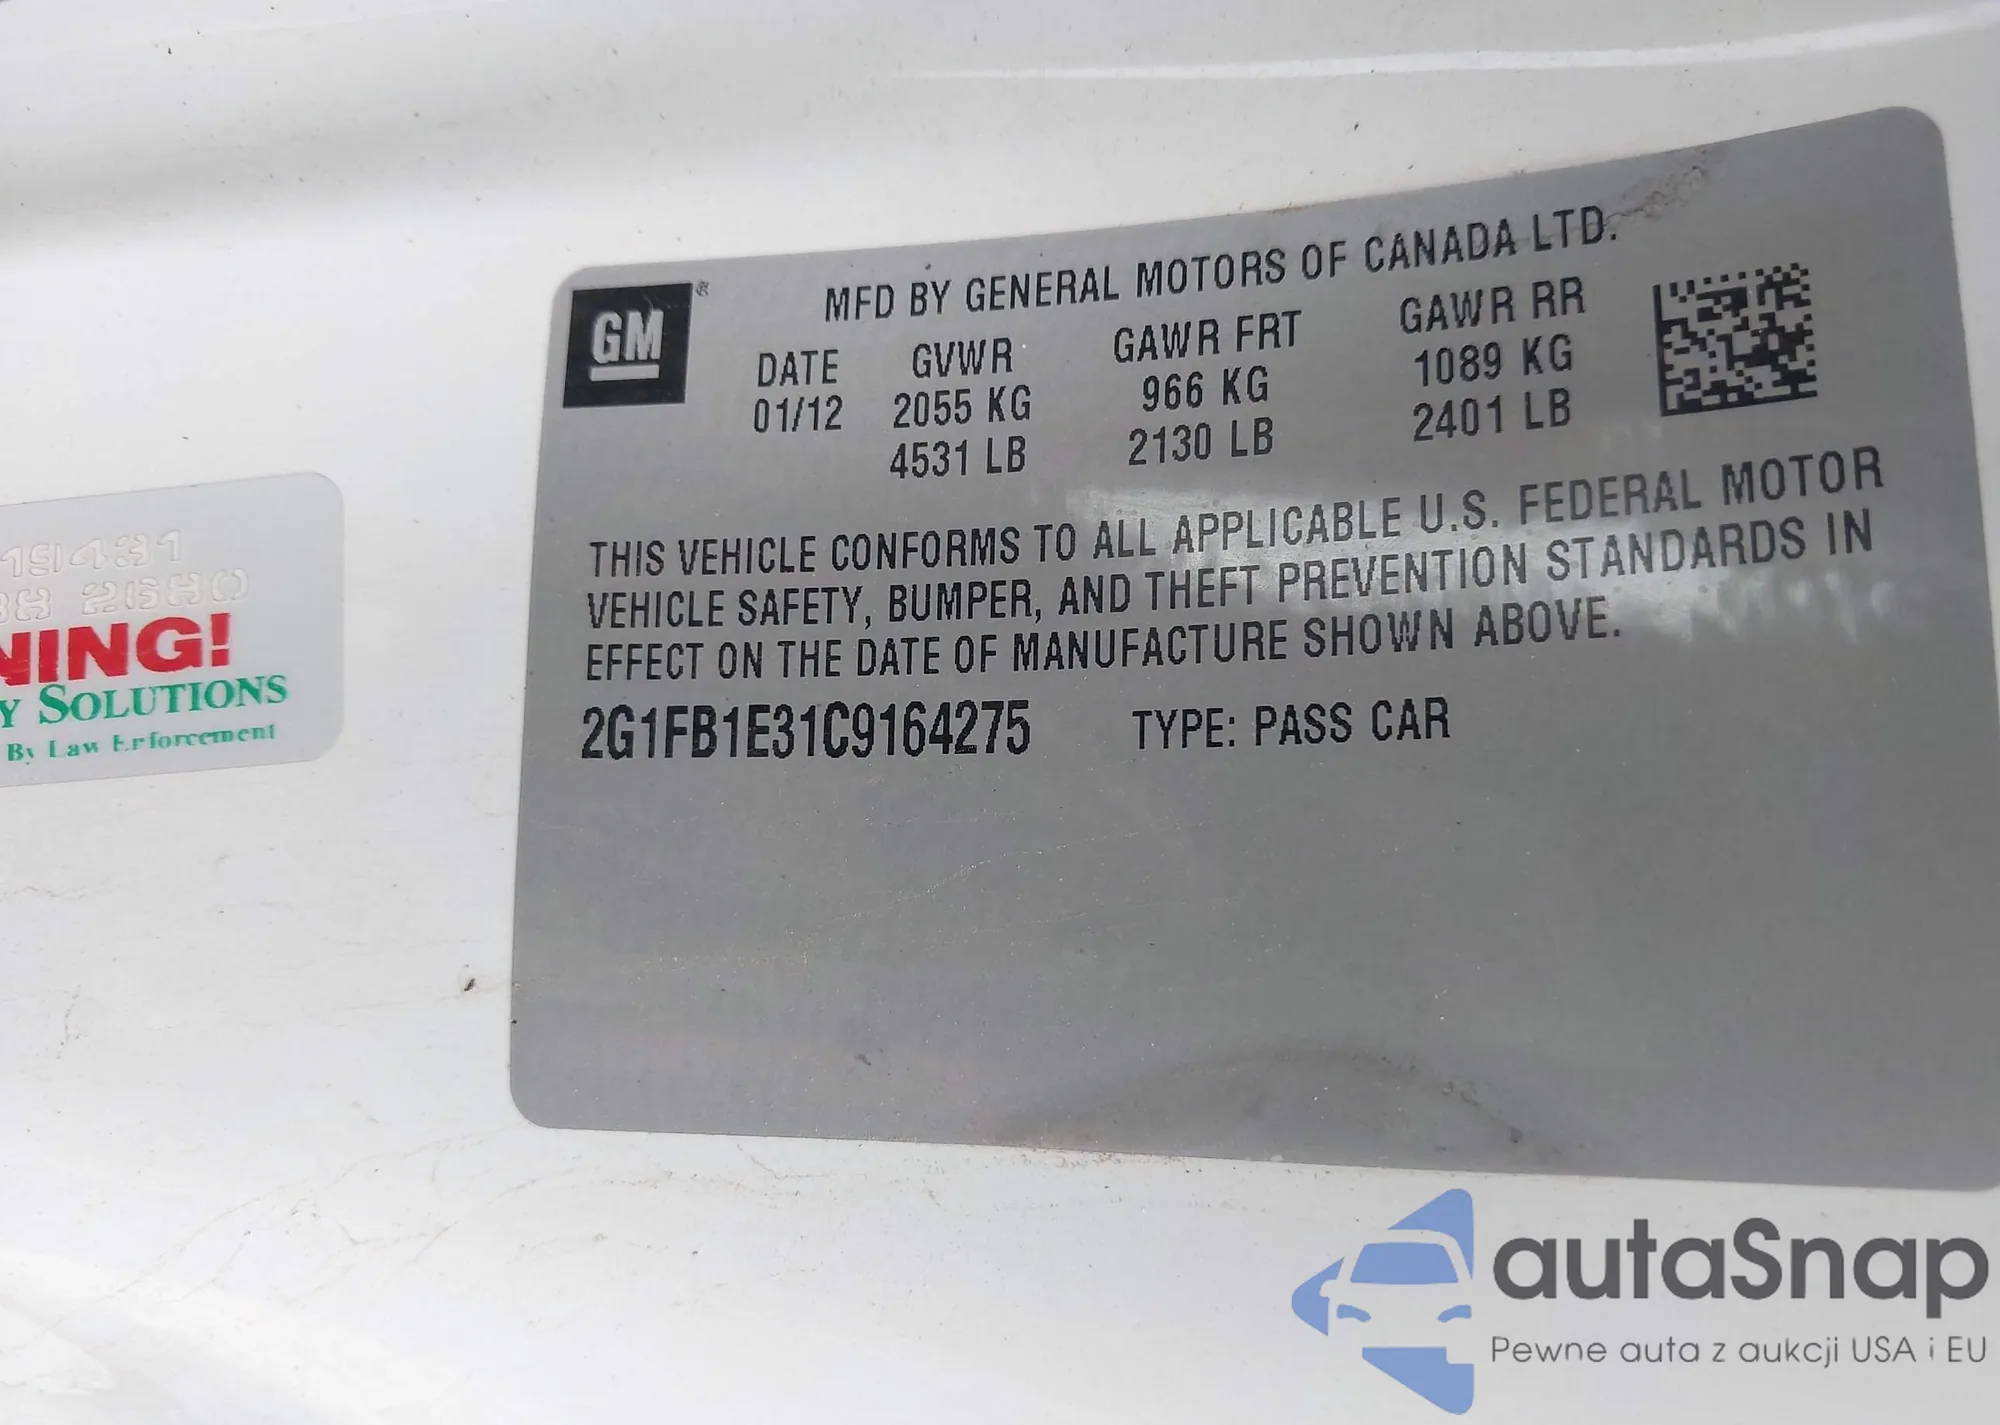 GM®
MFD BY GENERAL MOTORS OF CANADA LTD.
DATE GVWR GAWR FRT GAWR RR
01/12 2055 KG 966 KG 1089 KG
4531 LB 2130 LB 2401 LB
THIS VEHICLE CONFORMS TO ALL APPLICABLE U.S. FEDERAL MOTOR
VEHICLE SAFETY, BUMPER, AND THEFT PREVENTION STANDARDS IN
EFFECT ON THE DATE OF MANUFACTURE SHOWN ABOVE.
2G1FB1E31C9164275 TYPE: PASS CAR
19431
NING!
Y SOLUTIONS
By Law Enforcement
autaSnap
Pewne auta z aukcji USA i EU